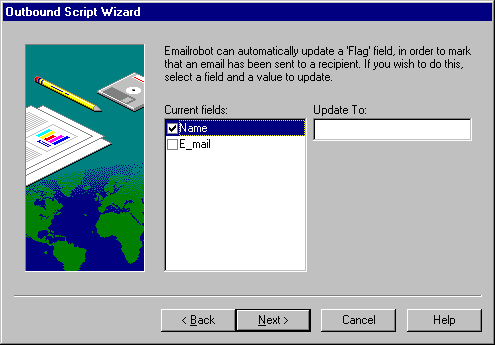 Outbound Script Wizard
Emailrobot can automatically update a 'Flag' field, in order to mark
that an email has been sent to a recipient. If you wish to do this,
select a field and a value to update.
Current fields:
Update To:
Name
E_mail
< Back
Next >
Cancel
Help